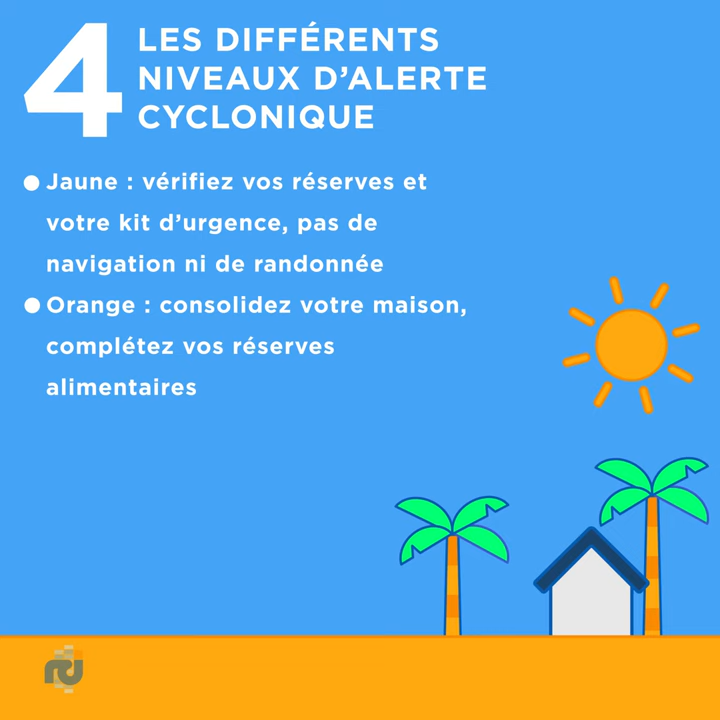 4
LES DIFFÉRENTS
NIVEAUX D’ALERTE
CYCLONIQUE
Jaune : vérifiez vos réserves et
votre kit d’urgence, pas de
navigation ni de randonnée
Orange : consolidez votre maison,
complétez vos réserves
alimentaires